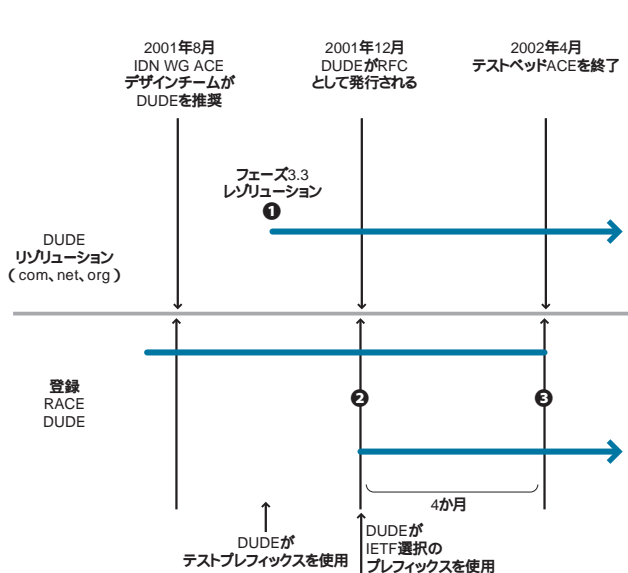 2001年8月
IDN WG ACE
デザインチームが
DUDEを推奨
2001年12月
DUDEがRFC
として発行される
2002年4月
テストベッドACEを終了
フェーズ3.3
レゾリューション
❶
DUDE
リゾリューション
（com、net、org）
登録
RACE
DUDE
❷
❸
4か月
DUDEが
テストプレフィックスを使用
DUDEが
IETF選択の
プレフィックスを使用